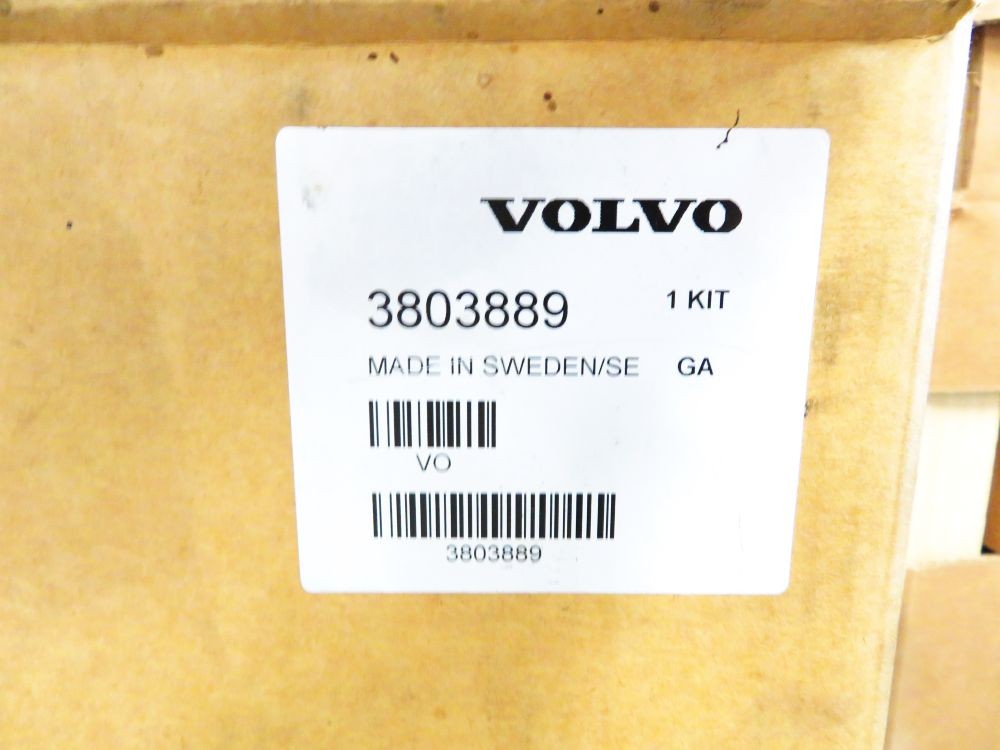 VOLVO
3803889 1 KIT
MADE IN SWEDEN/SE GA
VO
3803889